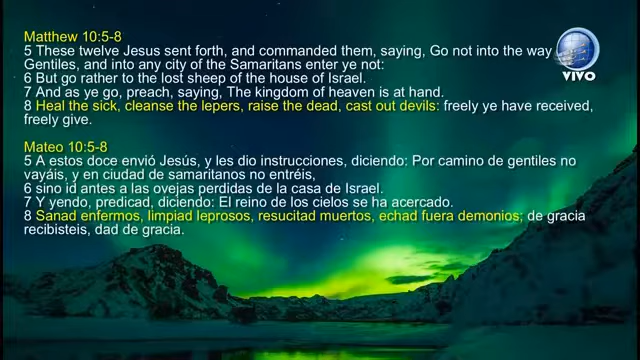 Matthew 10:5-8
5 These twelve Jesus sent forth, and commanded them, saying, Go not into the way
Gentiles, and into any city of the Samaritans enter ye not:
6 But go rather to the lost sheep of the house of Israel.
7 And as ye go, preach, saying, The kingdom of heaven is at hand.
8 Heal the sick, cleanse the lepers, raise the dead, cast out devils: freely ye have received,
freely give.
Mateo 10:5-8
5 A estos doce envió Jesús, y les dio instrucciones, diciendo: Por camino de gentiles no
vayáis, y en ciudad de samaritanos no entréis,
6 sino id antes a las ovejas perdidas de la casa de Israel.
7 Y yendo, predicad, diciendo: El reino de los cielos se ha acercado.
8 Sanad enfermos, limpiad leprosos, resucitad muertos, echad fuera demonios; de gracia
recibisteis, dad de gracia.
VIVO